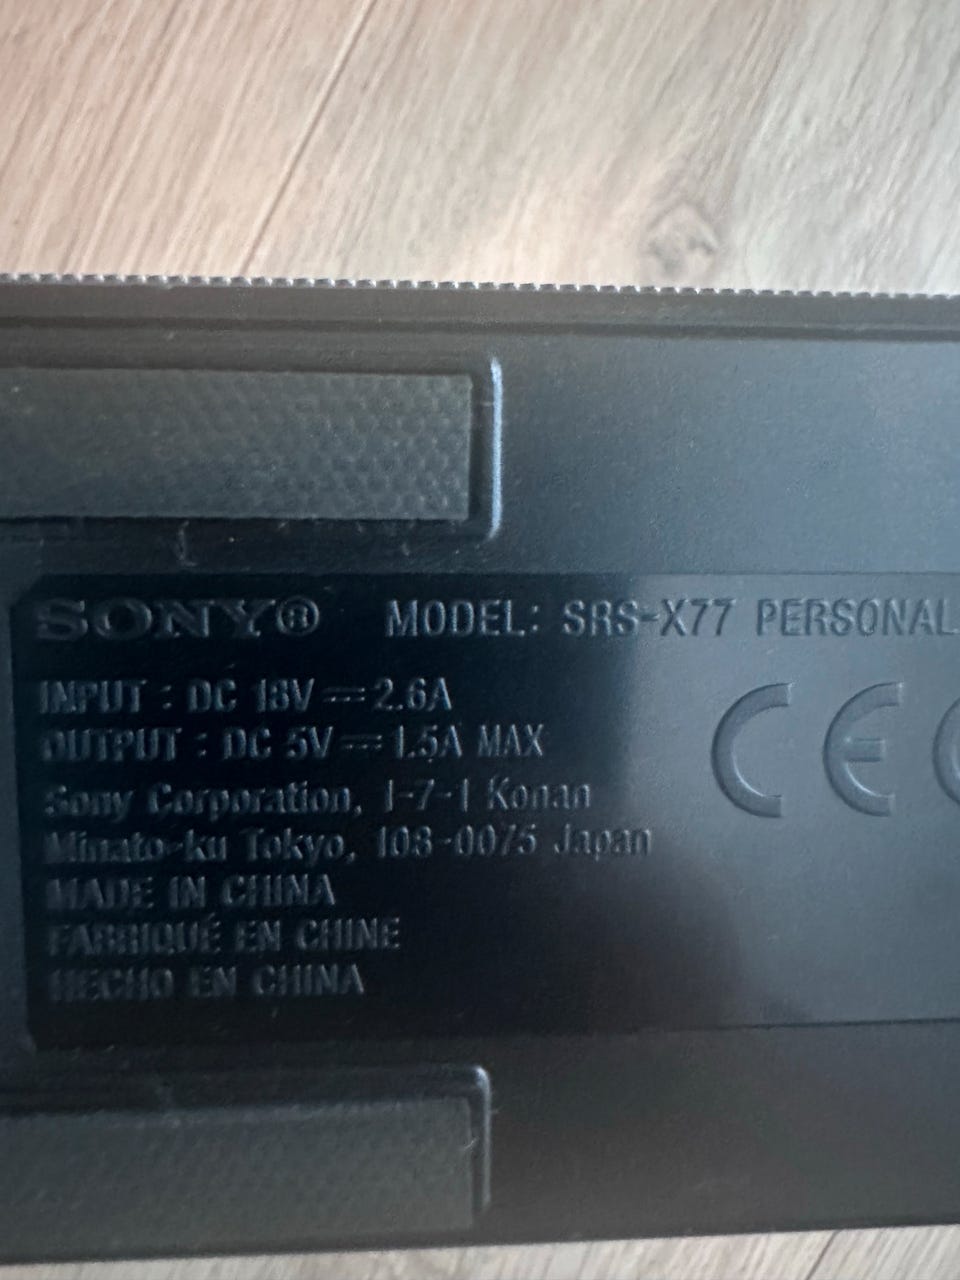 SONY® MODEL: SRS-X77 PERSONAL
INPUT : DC 18V ⎓ 2.6A
OUTPUT : DC 5V ⎓ 1.5A MAX
CE
Sony Corporation, 1-7-1 Konan
Minato-ku Tokyo, 108-0075 Japan
MADE IN CHINA
FABRIQUÉ EN CHINE
HECHO EN CHINA